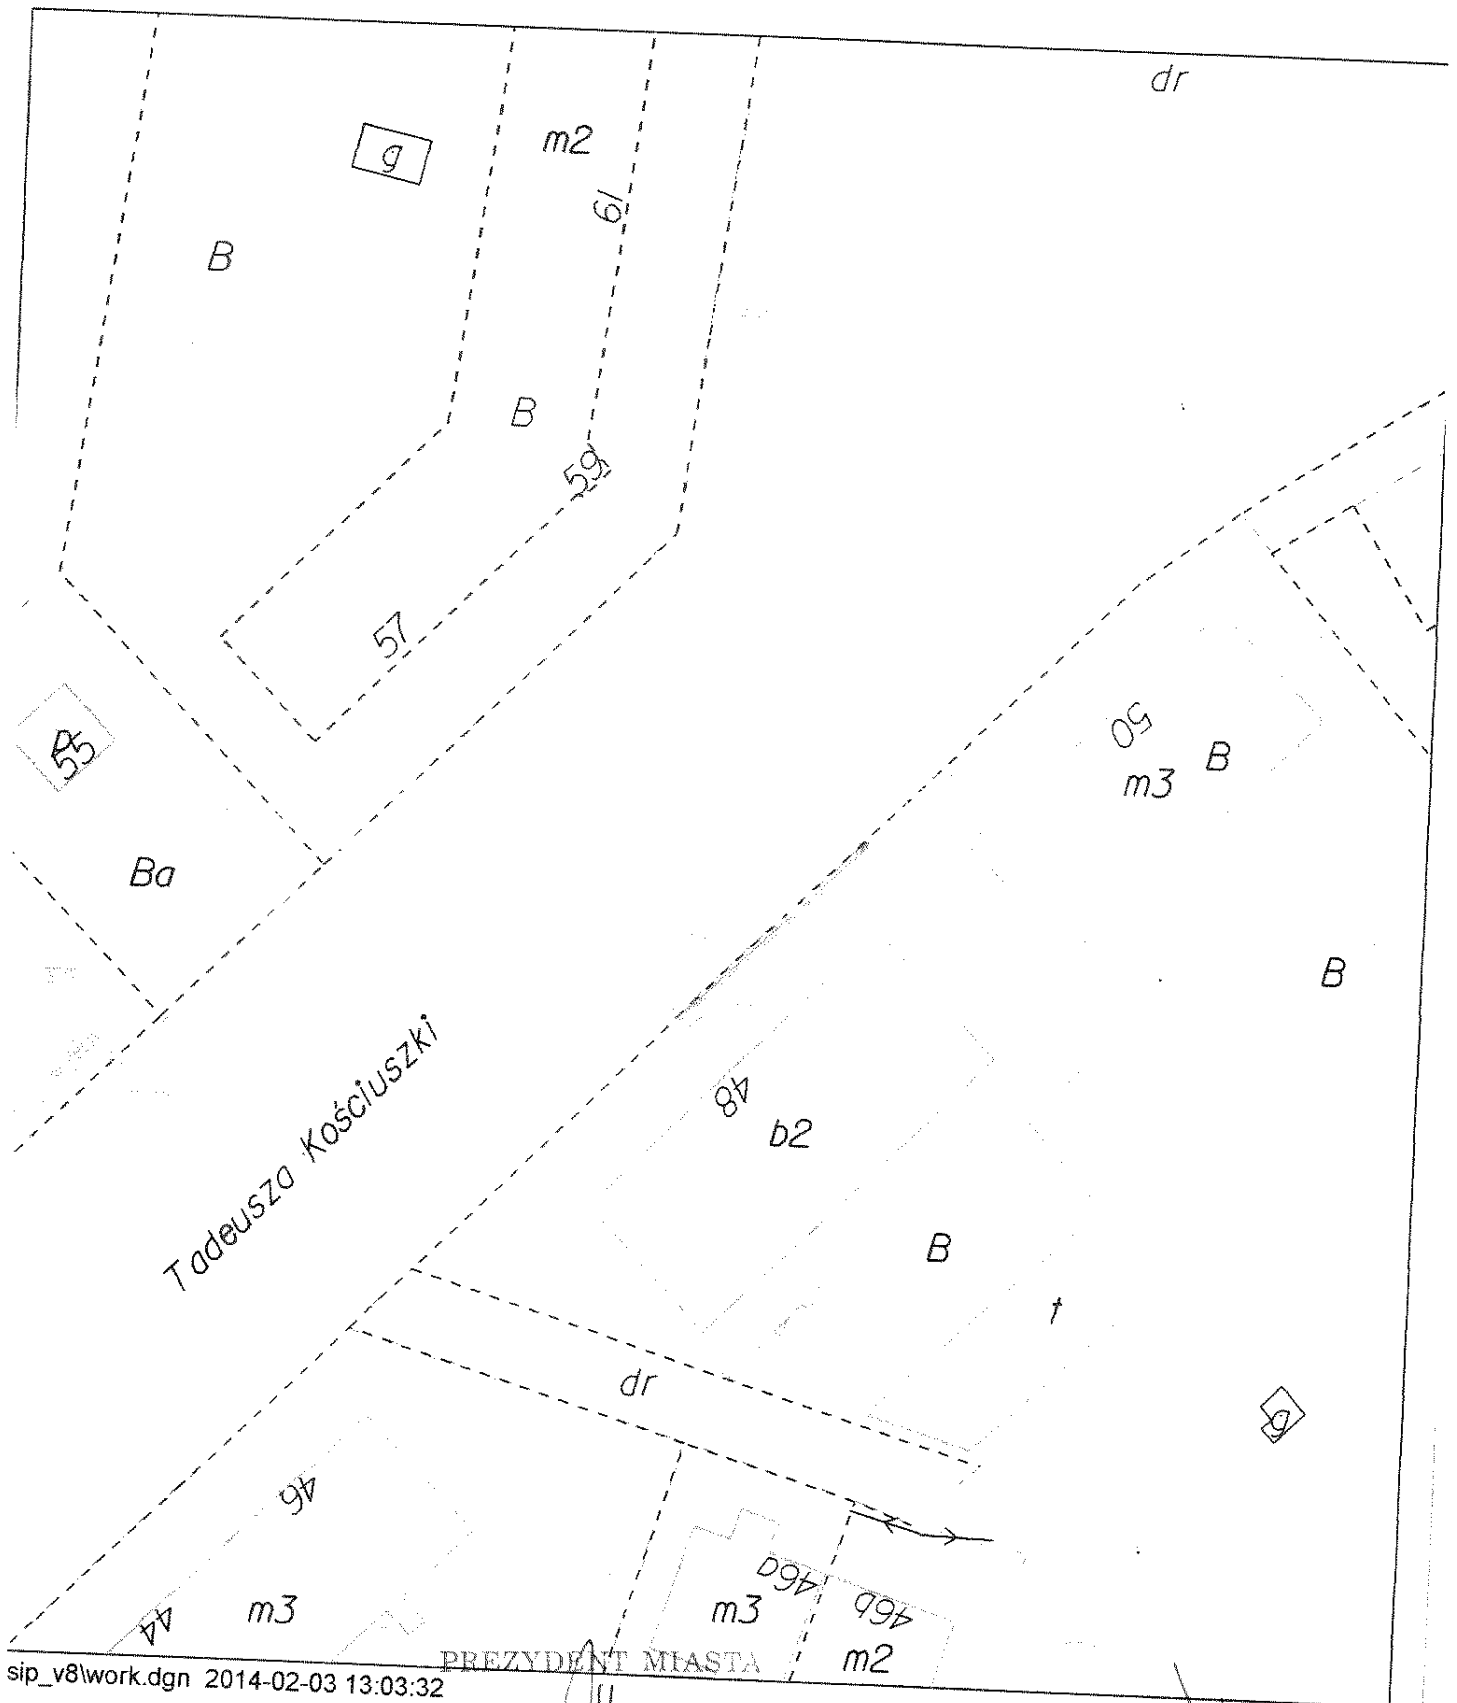 dr
m2
g
61
B
B
59
57
50
B
m3
55
Ba
B
Tadeusza Kościuszki
48
b2
B
t
dr
g
46
46a
46b
m3
m3
44
m2
PREZYDENT MIASTA
sip_v8\work.dgn 2014-02-03 13:03:32